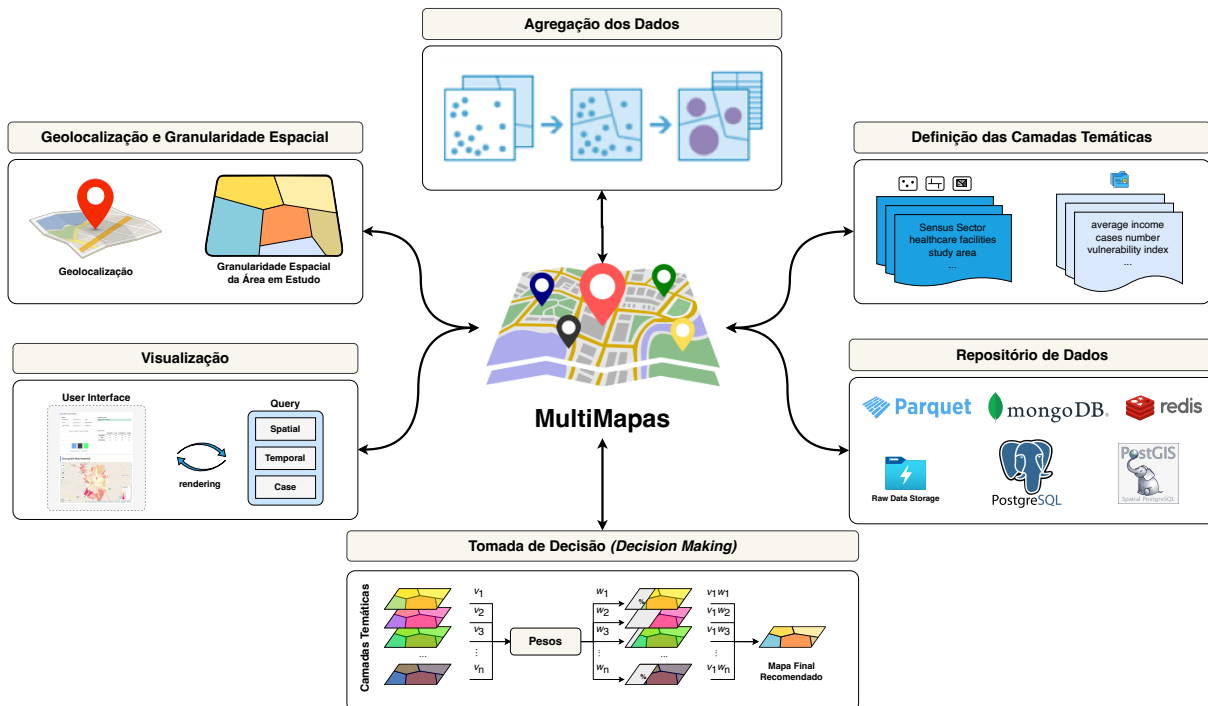 Agregação dos Dados
Geolocalização e Granularidade Espacial
Geolocalização
Granularidade Espacial
da Área em Estudo
Definição das Camadas Temáticas
Sensus Sector
healthcare facilities
study area
...
average income
cases number
vulnerability index
...
MultiMapas
Visualização
User Interface
rendering
Query
Spatial
Temporal
Case
Repositório de Dados
Parquet
mongoDB®
redis
Raw Data Storage
PostgreSQL
PostGIS
Spatial PostgreSQL
Tomada de Decisão (Decision Making)
Camadas Temáticas
...
v1
v2
v3
⋮
vn
Pesos
w1
w2
w3
⋮
wn
%
...
%
v1w1
v1w2
v1w3
⋮
v1wn
Mapa Final
Recomendado